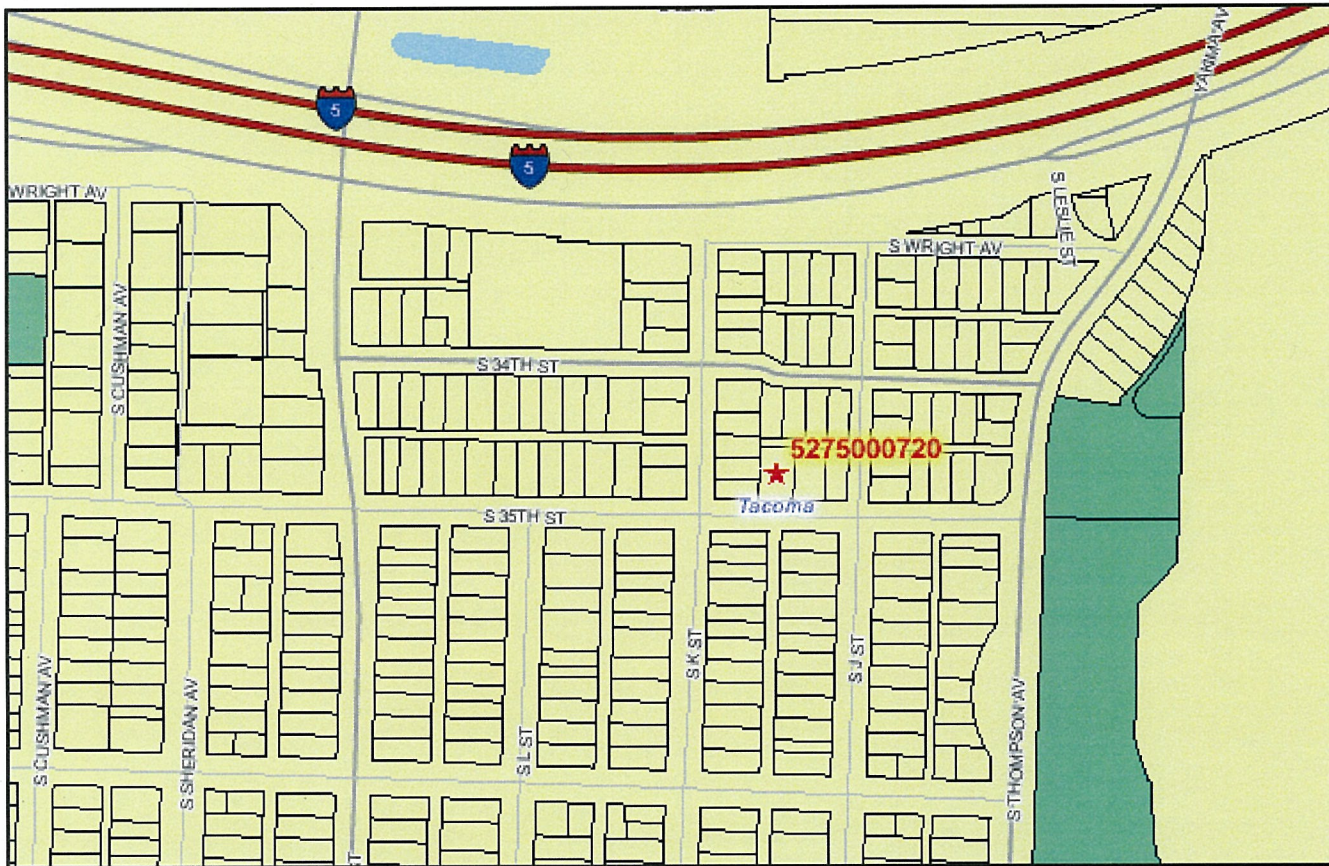 YAKIMA AV
5
5
WRIGHT AV
S LESLIE ST
S WRIGHT AV
S CUSHMAN AV
S 34TH ST
5275000720
Tacoma
S 35TH ST
S K ST
S J ST
S CUSHMAN AV
S SHERIDAN AV
S L ST
S THOMPSON AV
ST